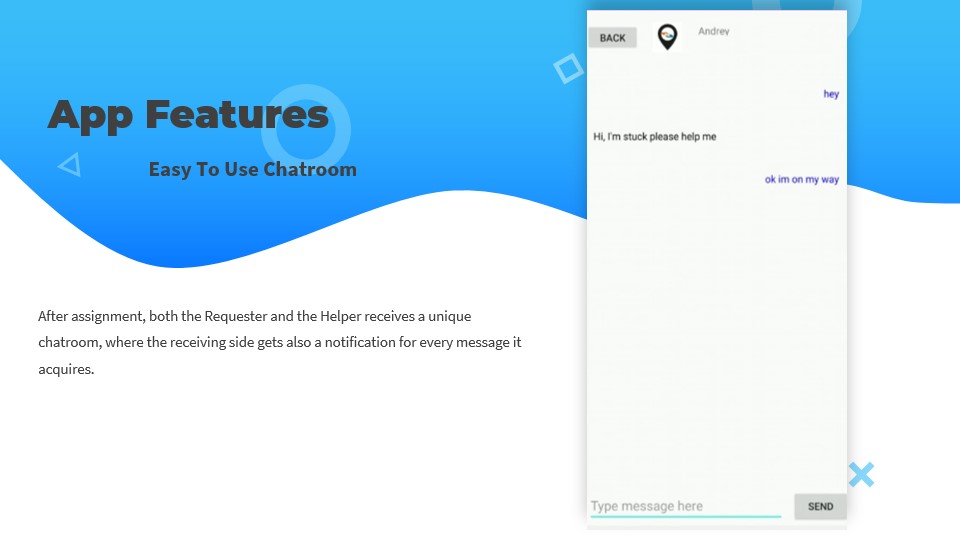 App Features
Easy To Use Chatroom
After assignment, both the Requester and the Helper receives a unique
chatroom, where the receiving side gets also a notification for every message it
acquires.
BACK
Andrey
hey
Hi, I'm stuck please help me
ok im on my way
Type message here
SEND